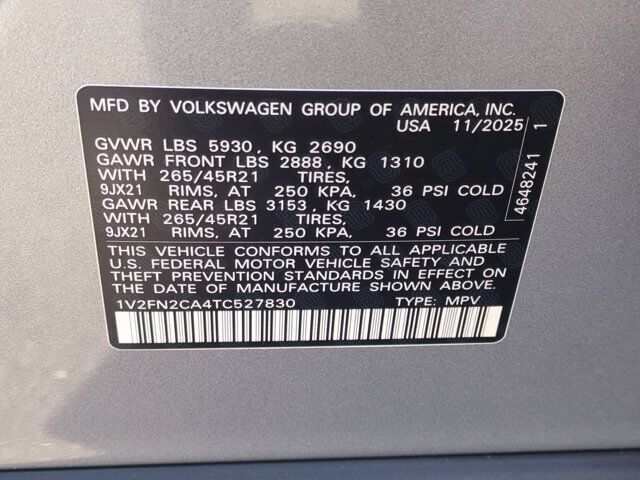 MFD BY VOLKSWAGEN GROUP OF AMERICA, INC.
USA 11/2025
GVWR LBS 5930, KG 2690
GAWR FRONT LBS 2888, KG 1310
WITH 265/45R21 TIRES,
9JX21 RIMS, AT 250 KPA, 36 PSI COLD
GAWR REAR LBS 3153, KG 1430
WITH 265/45R21 TIRES,
9JX21 RIMS, AT 250 KPA, 36 PSI COLD
THIS VEHICLE CONFORMS TO ALL APPLICABLE
U.S. FEDERAL MOTOR VEHICLE SAFETY AND
THEFT PREVENTION STANDARDS IN EFFECT ON
THE DATE OF MANUFACTURE SHOWN ABOVE.
1V2FN2CA4TC527830 TYPE: MPV
4648241 1